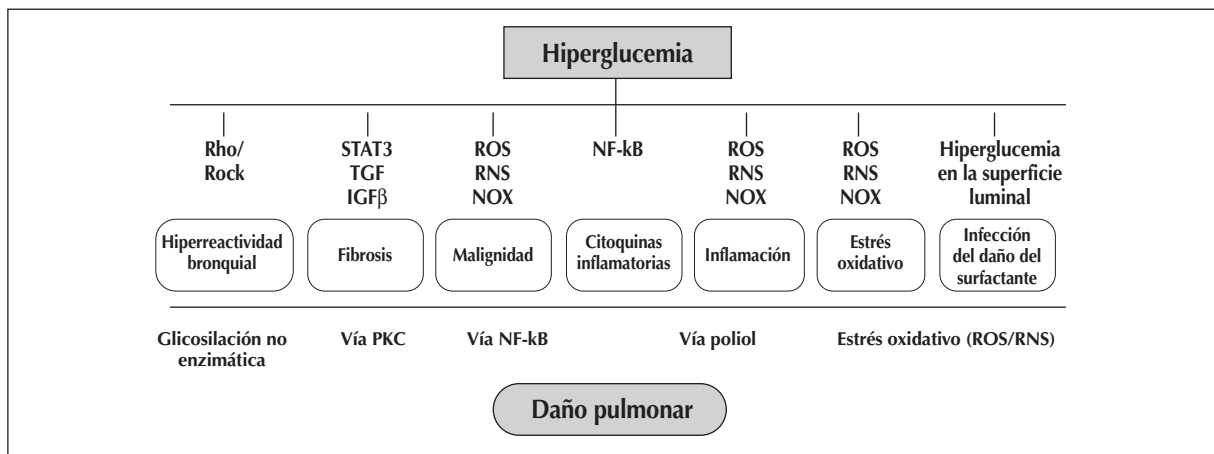 Hiperglucemia
Rho/
Rock
STAT3
TGF
IGFβ
ROS
RNS
NOX
NF-kB
ROS
RNS
NOX
ROS
RNS
NOX
Hiperglucemia
en la superficie
luminal
Hiperreactividad
bronquial
Fibrosis
Malignidad
Citoquinas
inflamatorias
Inflamación
Estrés
oxidativo
Infección
del daño del
surfactante
Glicosilación no
enzimática
Vía PKC
Vía NF-kB
Vía poliol
Estrés oxidativo (ROS/RNS)
Daño pulmonar